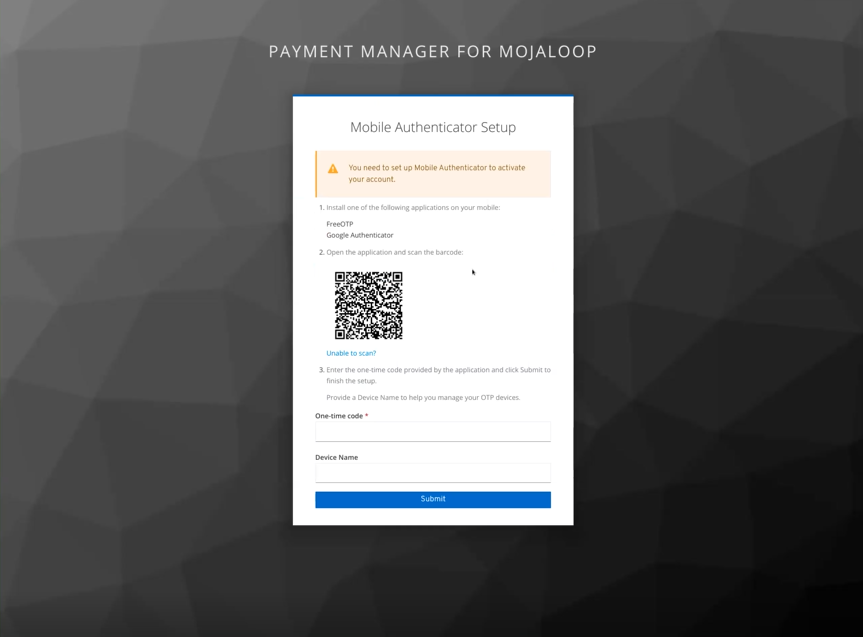 PAYMENT MANAGER FOR MOJALOOP
Mobile Authenticator Setup
You need to set up Mobile Authenticator to activate
your account.
1. Install one of the following applications on your mobile:
FreeOTP
Google Authenticator
2. Open the application and scan the barcode:
Unable to scan?
3. Enter the one-time code provided by the application and click Submit to
finish the setup.
Provide a Device Name to help you manage your OTP devices.
One-time code *
Device Name
Submit